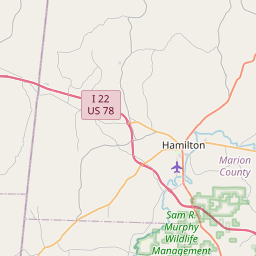 I 22
US 78
Hamilton
Marion
County
Sam R.
Murphy
Wildlife
Management